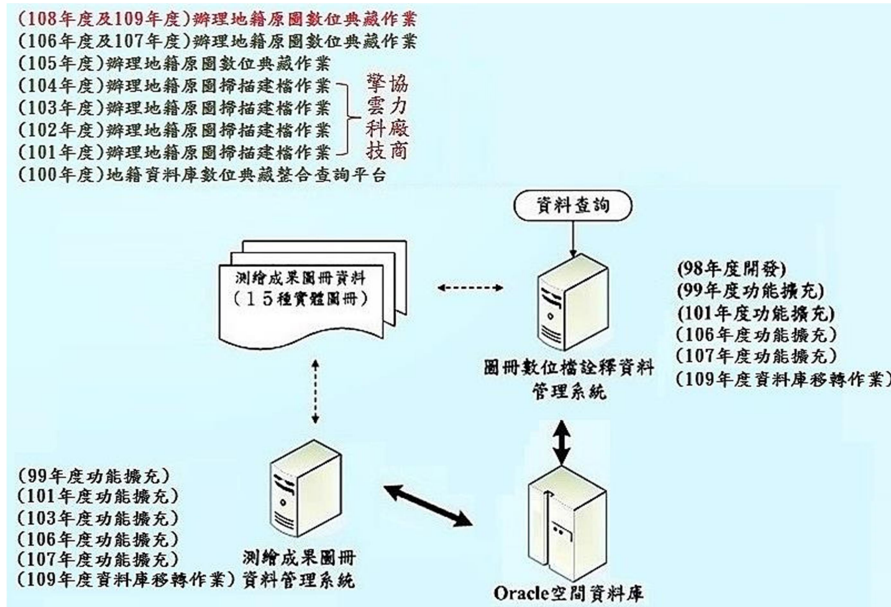 (108年度及109年度)辦理地籍原圖數位典藏作業
(106年度及107年度)辦理地籍原圖數位典藏作業
(105年度)辦理地籍原圖數位典藏作業
(104年度)辦理地籍原圖掃描建檔作業
(103年度)辦理地籍原圖掃描建檔作業
(102年度)辦理地籍原圖掃描建檔作業
(101年度)辦理地籍原圖掃描建檔作業
協力廠商
擎雲科技
(100年度)地籍資料庫數位典藏整合查詢平台
資料查詢
測繪成果圖冊資料
(15種實體圖冊)
(98年度開發)
(99年度功能擴充)
(101年度功能擴充)
(106年度功能擴充)
(107年度功能擴充)
(109年度資料庫移轉作業)
圖冊數位檔詮釋資料
管理系統
(99年度功能擴充)
(101年度功能擴充)
(103年度功能擴充)
(106年度功能擴充)
(107年度功能擴充)
(109年度資料庫移轉作業)
測繪成果圖冊
資料管理系統
Oracle空間資料庫